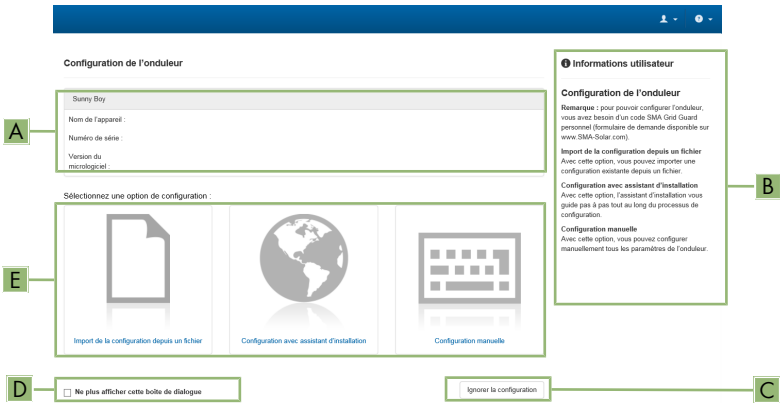 Configuration de l'onduleur
A
Sunny Boy
Nom de l'appareil :
Numéro de série :
Version du
micrologiciel :
Sélectionnez une option de configuration :
E
Import de la configuration depuis un fichier
Configuration avec assistant d'installation
Configuration manuelle
D
Ne plus afficher cette boîte de dialogue
Ignorer la configuration
C
Informations utilisateur
Configuration de l'onduleur
Remarque : pour pouvoir configurer l'onduleur,
vous avez besoin d'un code SMA Grid Guard
personnel (formulaire de demande disponible sur
www.SMA-Solar.com).
Import de la configuration depuis un fichier
Avec cette option, vous pouvez importer une
configuration existante depuis un fichier.
Configuration avec assistant d'installation
Avec cette option, l'assistant d'installation vous
guide pas à pas tout au long du processus de
configuration.
Configuration manuelle
Avec cette option, vous pouvez configurer
manuellement tous les paramètres de l'onduleur.
B